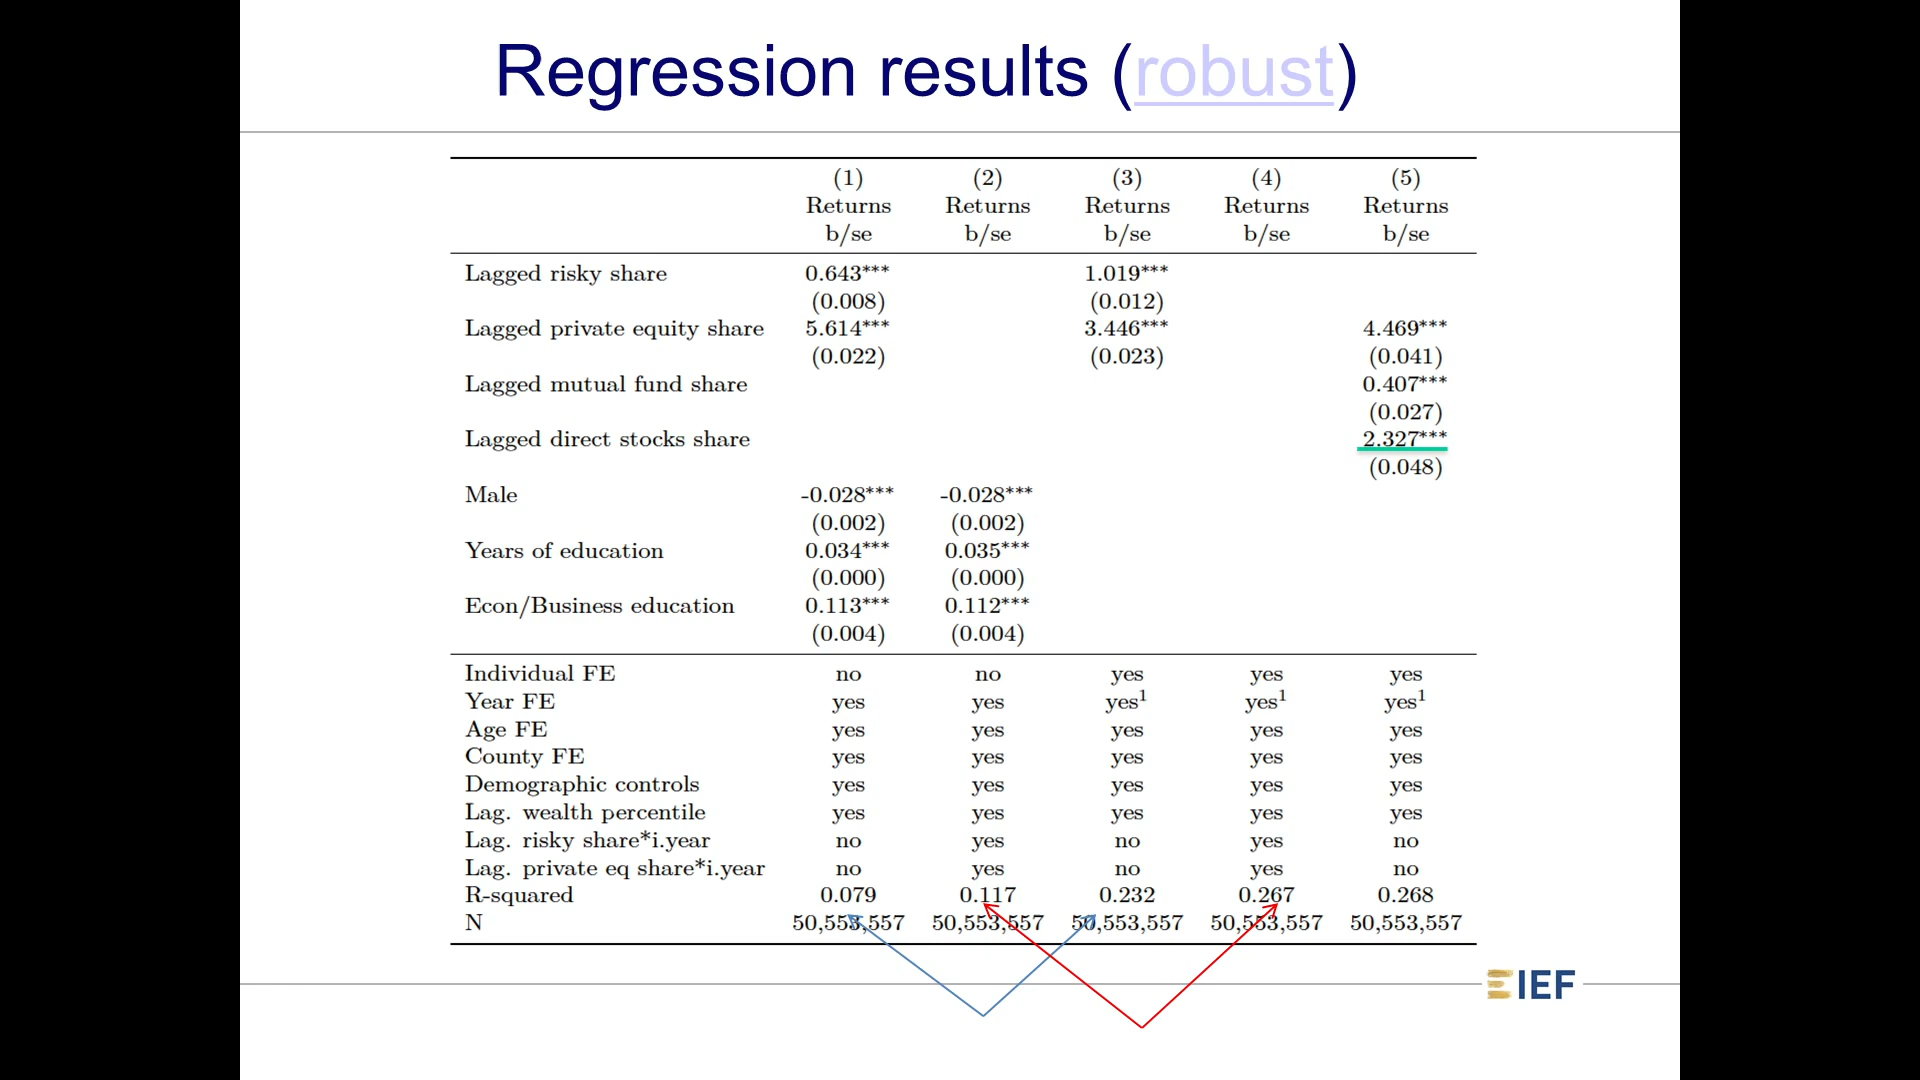 Regression results (robust)
(1) (2) (3) (4) (5)
Returns Returns Returns Returns Returns
b/se b/se b/se b/se b/se
Lagged risky share 0.643*** 1.019***
(0.008) (0.012)
Lagged private equity share 5.614*** 3.446*** 4.469***
(0.022) (0.023) (0.041)
Lagged mutual fund share 0.407***
(0.027)
Lagged direct stocks share 2.327***
(0.048)
Male -0.028*** -0.028***
(0.002) (0.002)
Years of education 0.034*** 0.035***
(0.000) (0.000)
Econ/Business education 0.113*** 0.112***
(0.004) (0.004)
Individual FE no no yes yes yes
Year FE yes yes yes¹ yes¹ yes¹
Age FE yes yes yes yes yes
County FE yes yes yes yes yes
Demographic controls yes yes yes yes yes
Lag. wealth percentile yes yes yes yes yes
Lag. risky share*i.year no yes no yes no
Lag. private eq share*i.year no yes no yes no
R-squared 0.079 0.117 0.232 0.267 0.268
N 50,553,557 50,553,557 50,553,557 50,553,557 50,553,557
EIEF